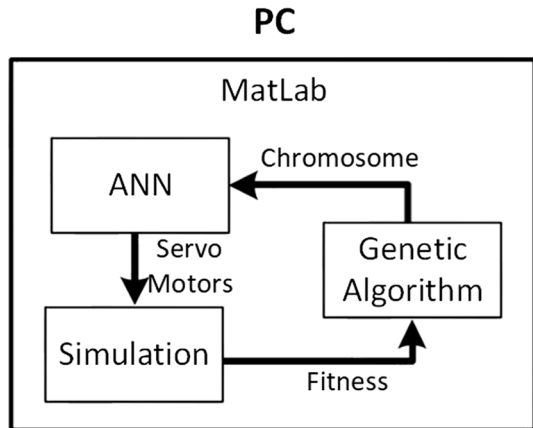 PC
MatLab
Chromosome
ANN
Servo
Motors
Genetic
Algorithm
Simulation
Fitness